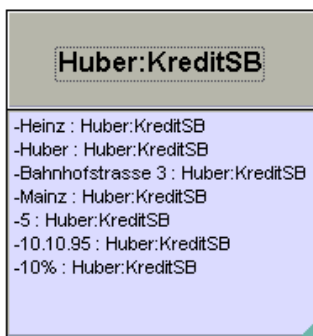 Huber:KreditSB
-Heinz : Huber:KreditSB
-Huber : Huber:KreditSB
-Bahnhofstrasse 3 : Huber:KreditSB
-Mainz : Huber:KreditSB
-5 : Huber:KreditSB
-10.10.95 : Huber:KreditSB
-10% : Huber:KreditSB